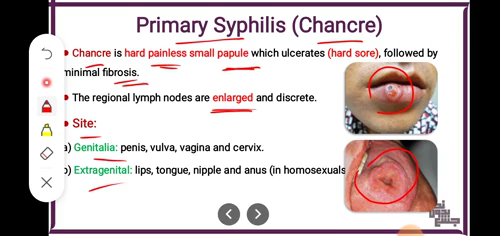 Primary Syphilis (Chancre)
Chancre is hard painless small papule which ulcerates (hard sore), followed by
minimal fibrosis.
The regional lymph nodes are enlarged and discrete.
Site:
a) Genitalia: penis, vulva, vagina and cervix.
b) Extragenital: lips, tongue, nipple and anus (in homosexuals